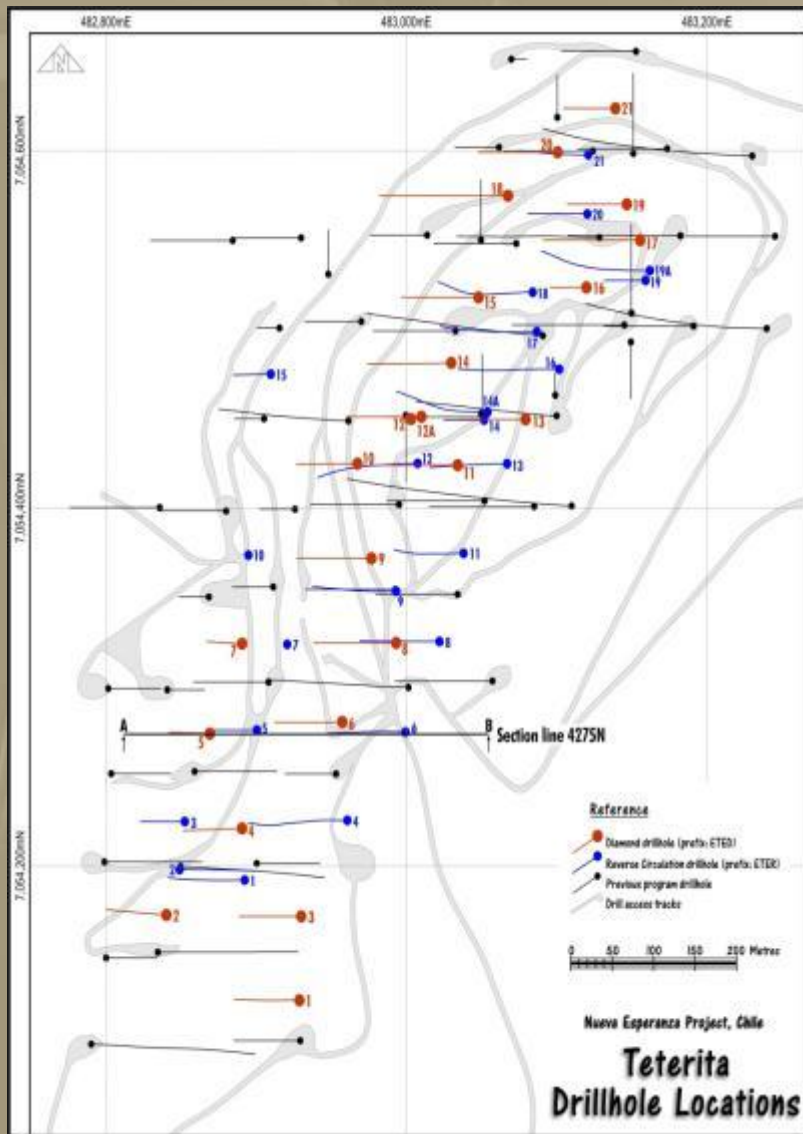 482,800mE 483,000mE 483,200mE
N
21
7,054,600mN
20
21
18
19
20
17
19A
19
16
15
18
17
14
16
15
14A
12
12A
14
13
10
12
11
13
7,054,400mN
10
9
11
9
7
7
8
8
A B
5
5
6
6
Section line 4275N
3
4
4
Reference
Diamond drillhole (prefix: ETED)
Reverse Circulation drillhole (prefix: ETER)
Previous program drillhole
Drill access tracks
7,054,200mN
2
1
2
3
0 50 100 150 200 Metres
1
Nueva Esperanza Project, Chile
Teterita
Drillhole Locations